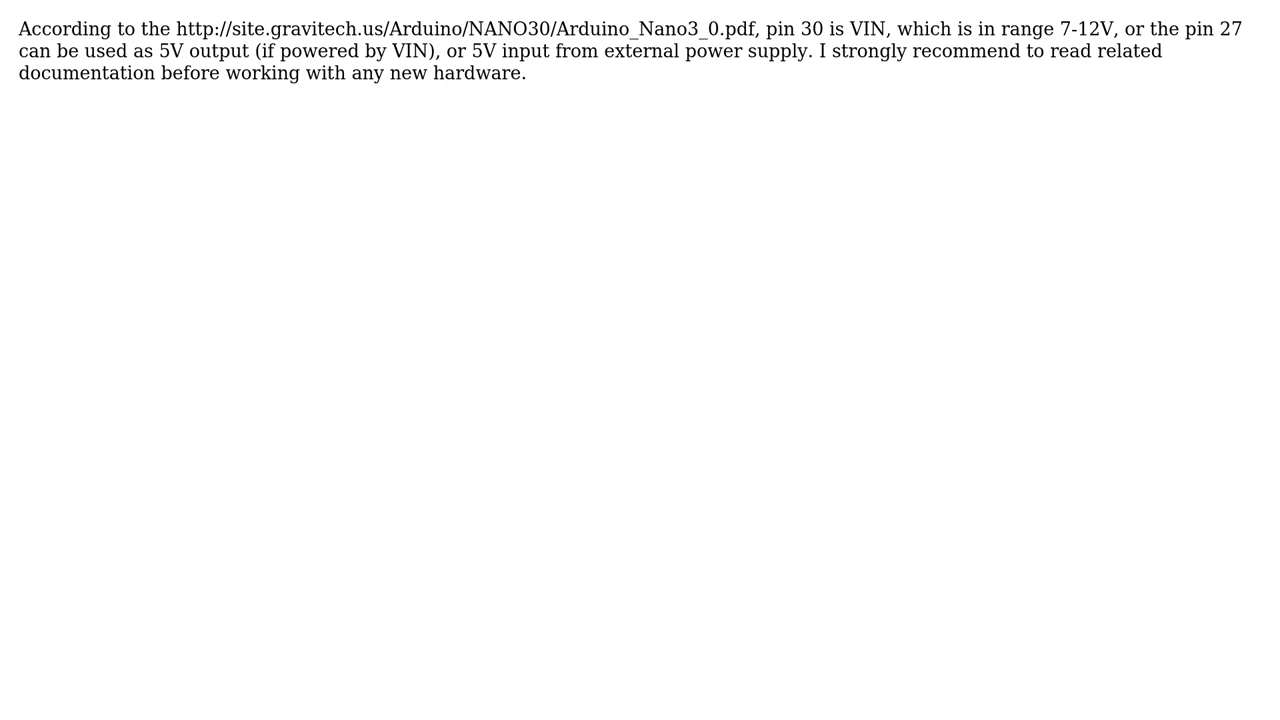 According to the http://site.gravitech.us/Arduino/NANO30/Arduino_Nano3_0.pdf, pin 30 is VIN, which is in range 7-12V, or the pin 27
can be used as 5V output (if powered by VIN), or 5V input from external power supply. I strongly recommend to read related
documentation before working with any new hardware.